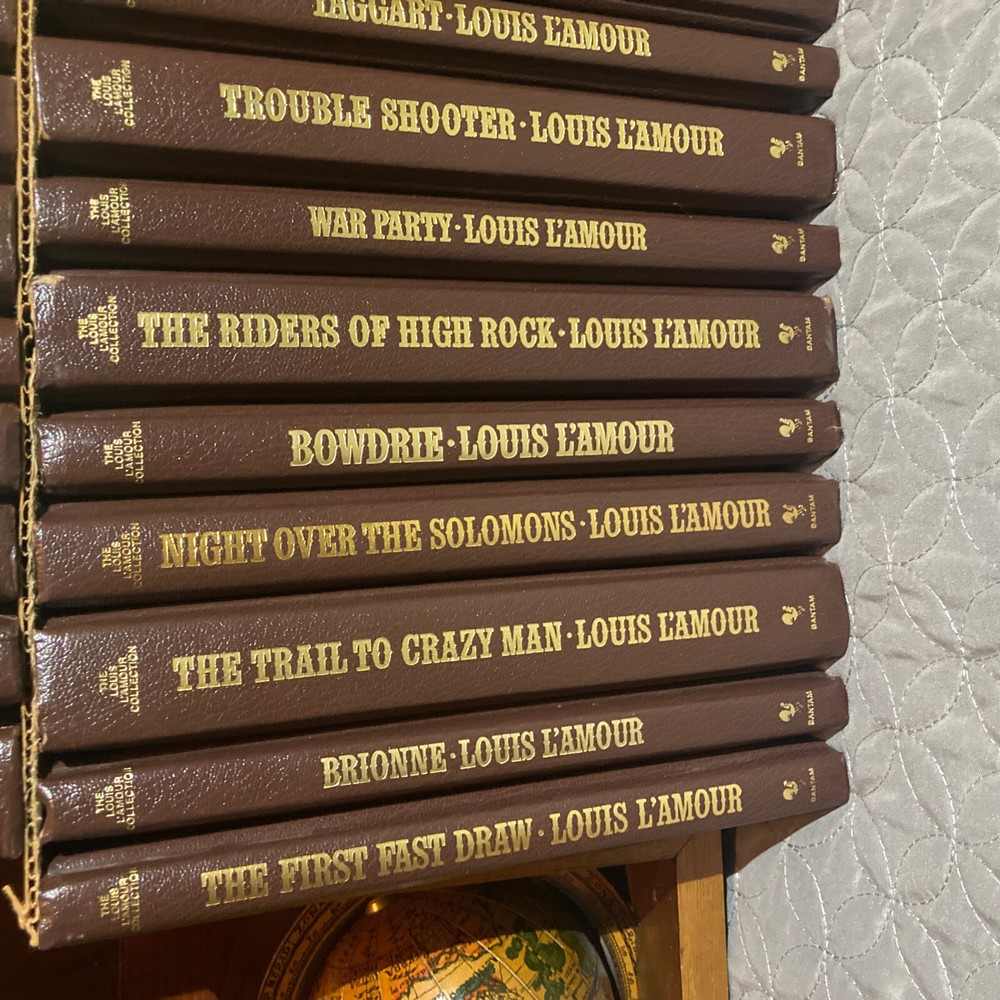 TAGGART · LOUIS L'AMOUR
BANTAM
THE
LOUIS
L'AMOUR
COLLECTION
TROUBLE SHOOTER · LOUIS L'AMOUR
BANTAM
THE
LOUIS
L'AMOUR
COLLECTIO
WAR PARTY · LOUIS L'AMOUR
BANTAM
THE
LOUIS
L'AMOUR
COLLECTION
THE RIDERS OF HIGH ROCK · LOUIS L'AMOUR
BANTAM
THE
LOUIS
L'AMOUR
COLLECTION
BOWDRIE · LOUIS L'AMOUR
BANTAM
THE
LOUIS
L'AMOUR
COLLECTION
NIGHT OVER THE SOLOMONS · LOUIS L'AMOUR
BANTAM
THE
LOUIS
L'AMOUR
COLLECTION
THE TRAIL TO CRAZY MAN · LOUIS L'AMOUR
BANTAM
THE
LOUIS
L'AMOUR
COLLECTION
BRIONNE · LOUIS L'AMOUR
BANTAM
THE
LOUIS
L'AMOUR
COLLECTION
THE FIRST FAST DRAW · LOUIS L'AMOUR
BANTAM